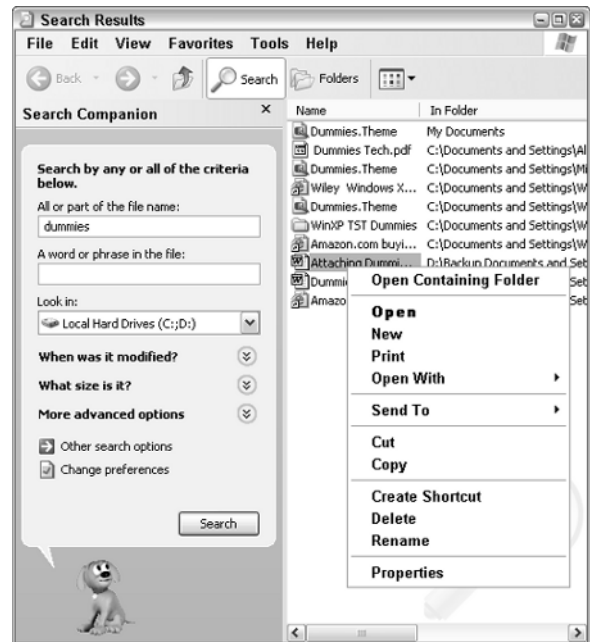 Search Results
File Edit View Favorites Tools Help
Back Search Folders
Search Companion
Search by any or all of the criteria
below.
All or part of the file name:
dummies
A word or phrase in the file:
Look in:
Local Hard Drives (C:;D:)
When was it modified?
What size is it?
More advanced options
Other search options
Change preferences
Search
Name In Folder
Dummies.Theme My Documents
Dummies Tech.pdf C:\Documents and Settings\Al
Dummies.Theme C:\Documents and Settings\Mi
Wiley Windows X... C:\Documents and Settings\W
Dummies.Theme C:\Documents and Settings\W
WinXP TST Dummies C:\Documents and Settings\W
Amazon.com buyi... C:\Documents and Settings\W
Attaching Dummi... D:\Backup Documents and Set
Dummi Set
Amazo Set
Open Containing Folder
Open
New
Print
Open With
Send To
Cut
Copy
Create Shortcut
Delete
Rename
Properties